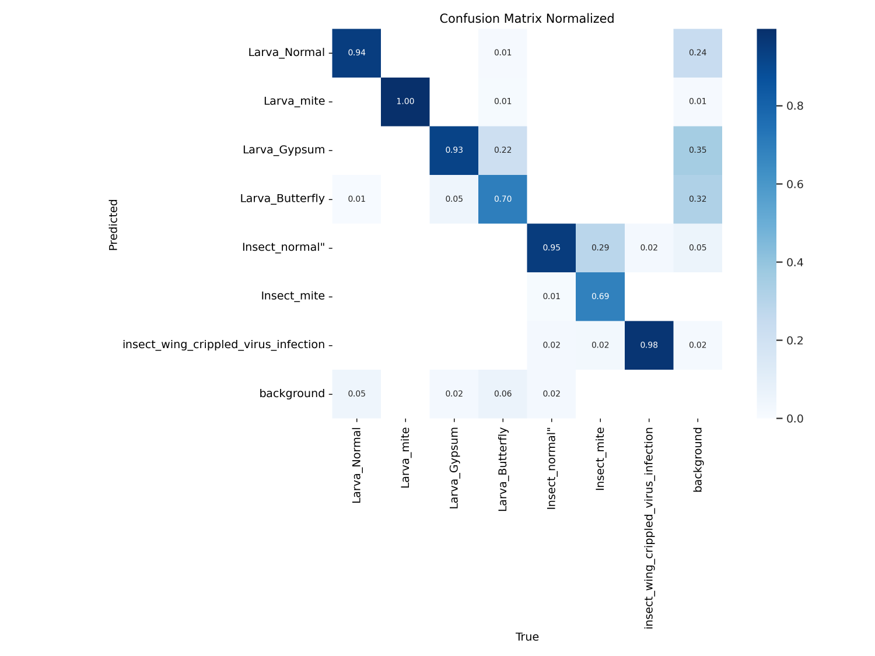 Confusion Matrix Normalized
Larva_Normal 0.94 0.01 0.24
Larva_mite 1.00 0.01 0.01
Larva_Gypsum 0.93 0.22 0.35
Larva_Butterfly 0.01 0.05 0.70 0.32
Insect_normal" 0.95 0.29 0.02 0.05
Insect_mite 0.01 0.69
insect_wing_crippled_virus_infection 0.02 0.02 0.98 0.02
background 0.05 0.02 0.06 0.02
Predicted
0.8
0.6
0.4
0.2
0.0
Larva_Normal
Larva_mite
Larva_Gypsum
Larva_Butterfly
Insect_normal"
Insect_mite
insect_wing_crippled_virus_infection
background
True